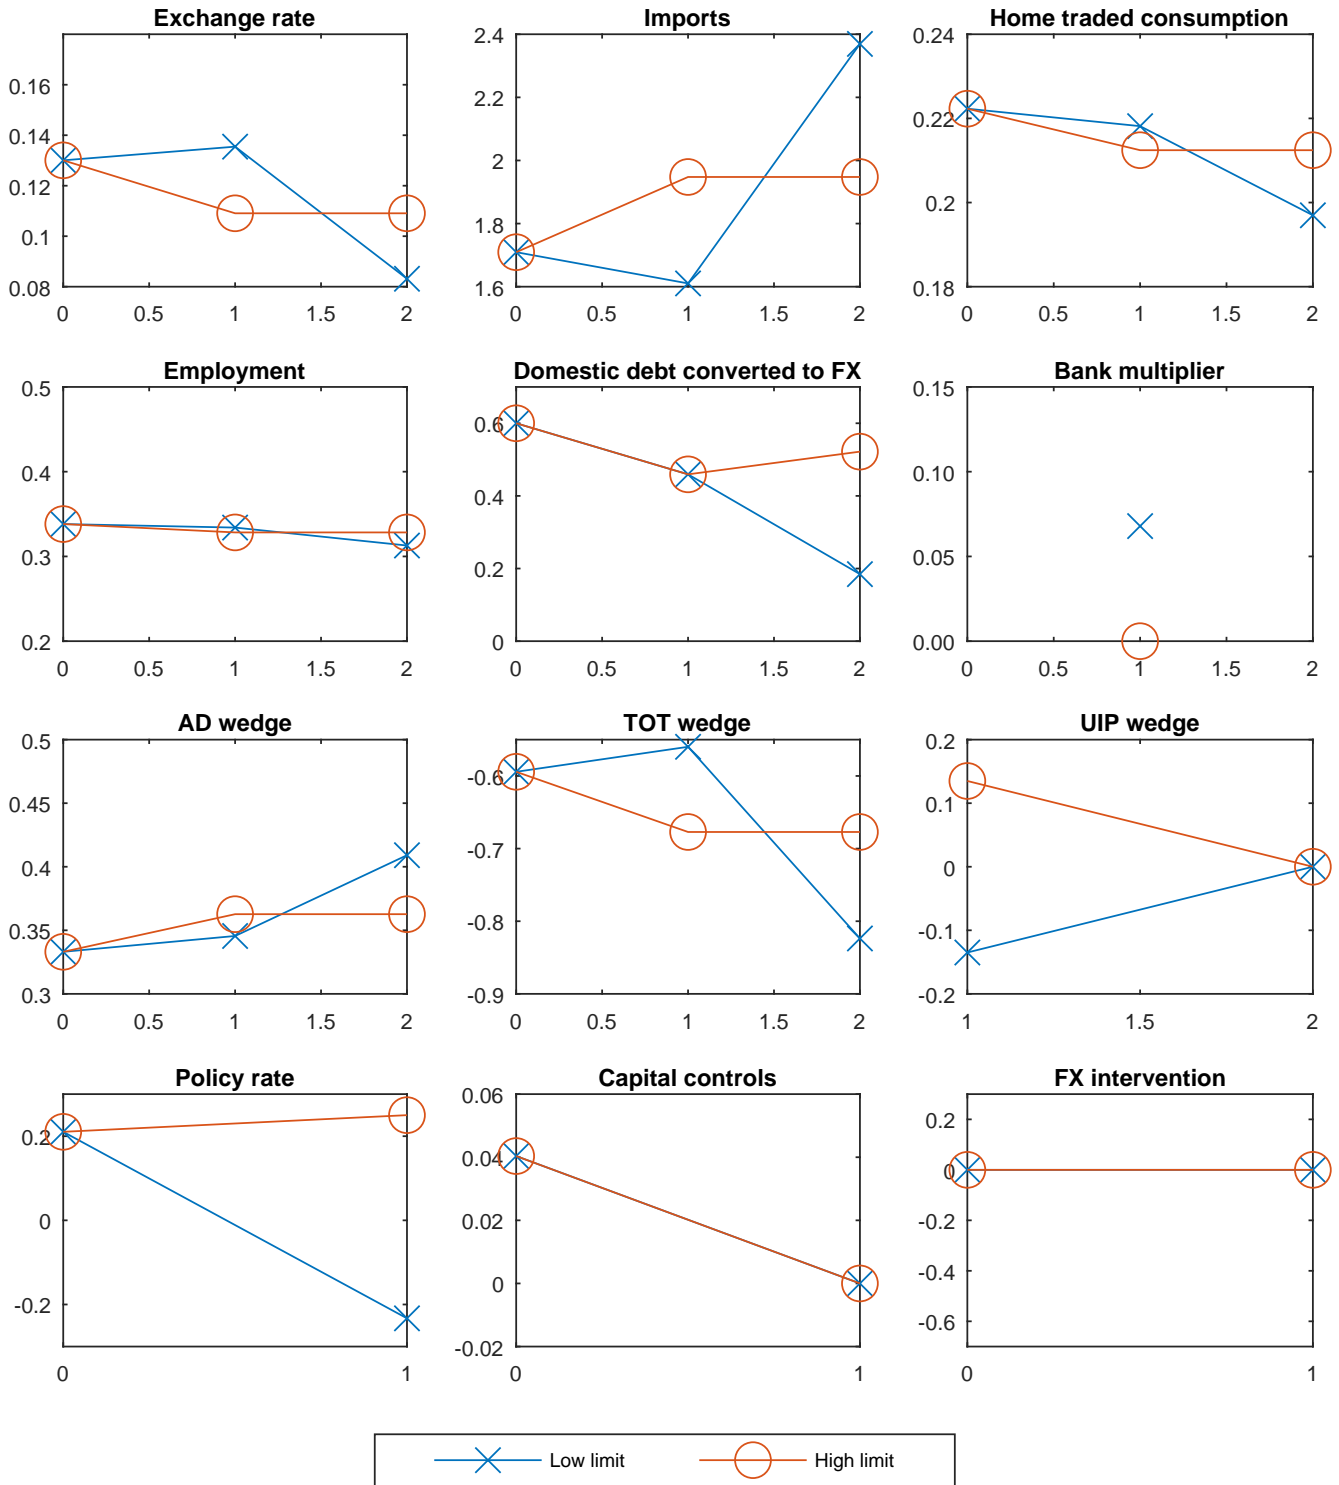 Exchange rate
0.16
0.14
0.12
0.1
0.08
0 0.5 1 1.5 2
Imports
2.4
2.2
2
1.8
1.6
0 0.5 1 1.5 2
Home traded consumption
0.24
0.22
0.2
0.18
0 0.5 1 1.5 2
Employment
0.5
0.4
0.3
0.2
0 0.5 1 1.5 2
Domestic debt converted to FX
0.6
0.4
0.2
0
0 0.5 1 1.5 2
Bank multiplier
0.15
0.10
0.05
0.00
0 0.5 1 1.5 2
AD wedge
0.5
0.45
0.4
0.35
0.3
0 0.5 1 1.5 2
TOT wedge
-0.6
-0.7
-0.8
-0.9
0 0.5 1 1.5 2
UIP wedge
0.2
0.1
0
-0.1
-0.2
1 1.5 2
Policy rate
0.2
0
-0.2
0 1
Capital controls
0.06
0.04
0.02
0
-0.02
0 1
FX intervention
0.2
0
-0.2
-0.4
-0.6
0 1
Low limit High limit